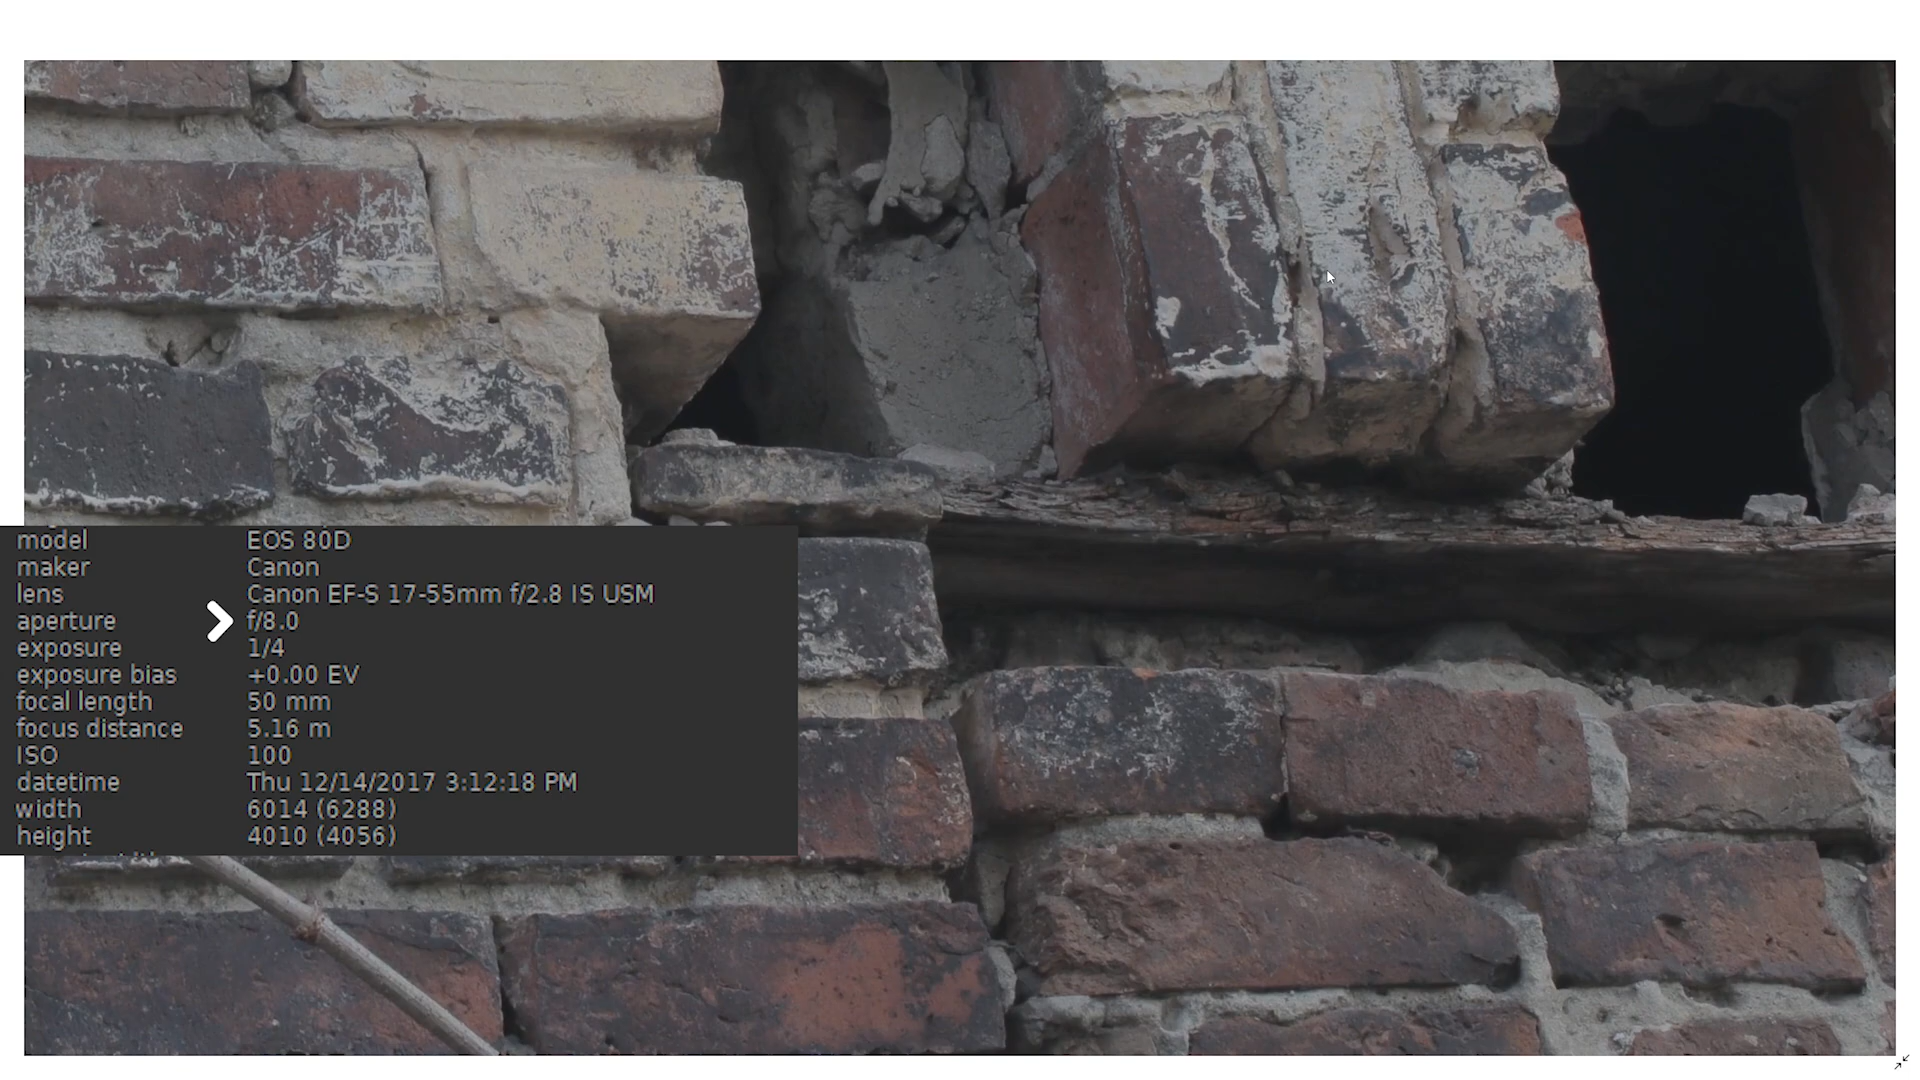 model EOS 80D
maker Canon
lens Canon EF-S 17-55mm f/2.8 IS USM
aperture f/8.0
exposure 1/4
exposure bias +0.00 EV
focal length 50 mm
focus distance 5.16 m
ISO 100
datetime Thu 12/14/2017 3:12:18 PM
width 6014 (6288)
height 4010 (4056)